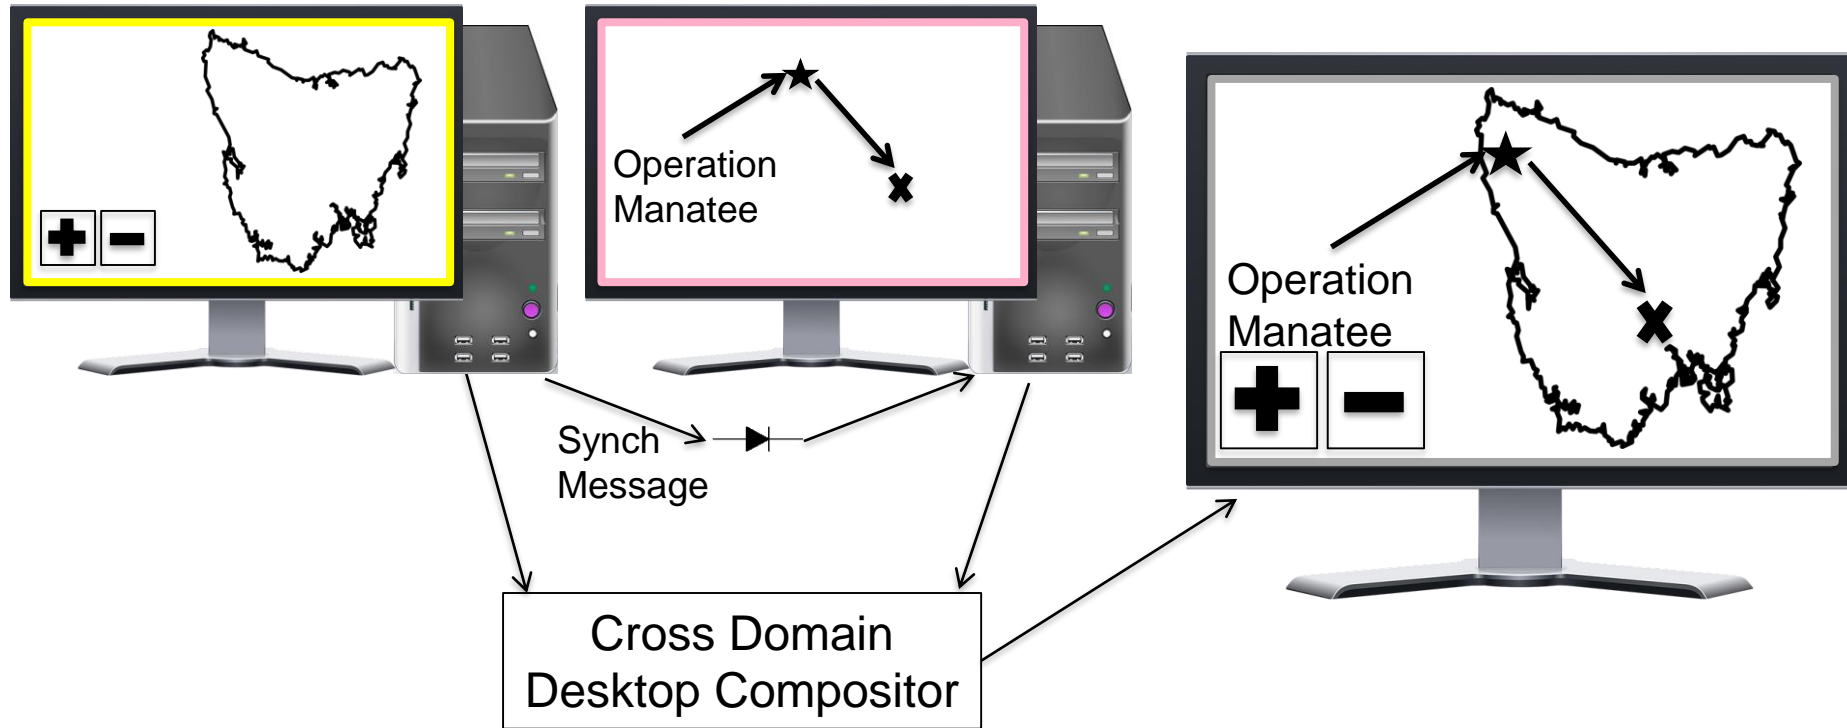 Operation
Manatee
Operation
Manatee
Synch
Message
Cross Domain
Desktop Compositor